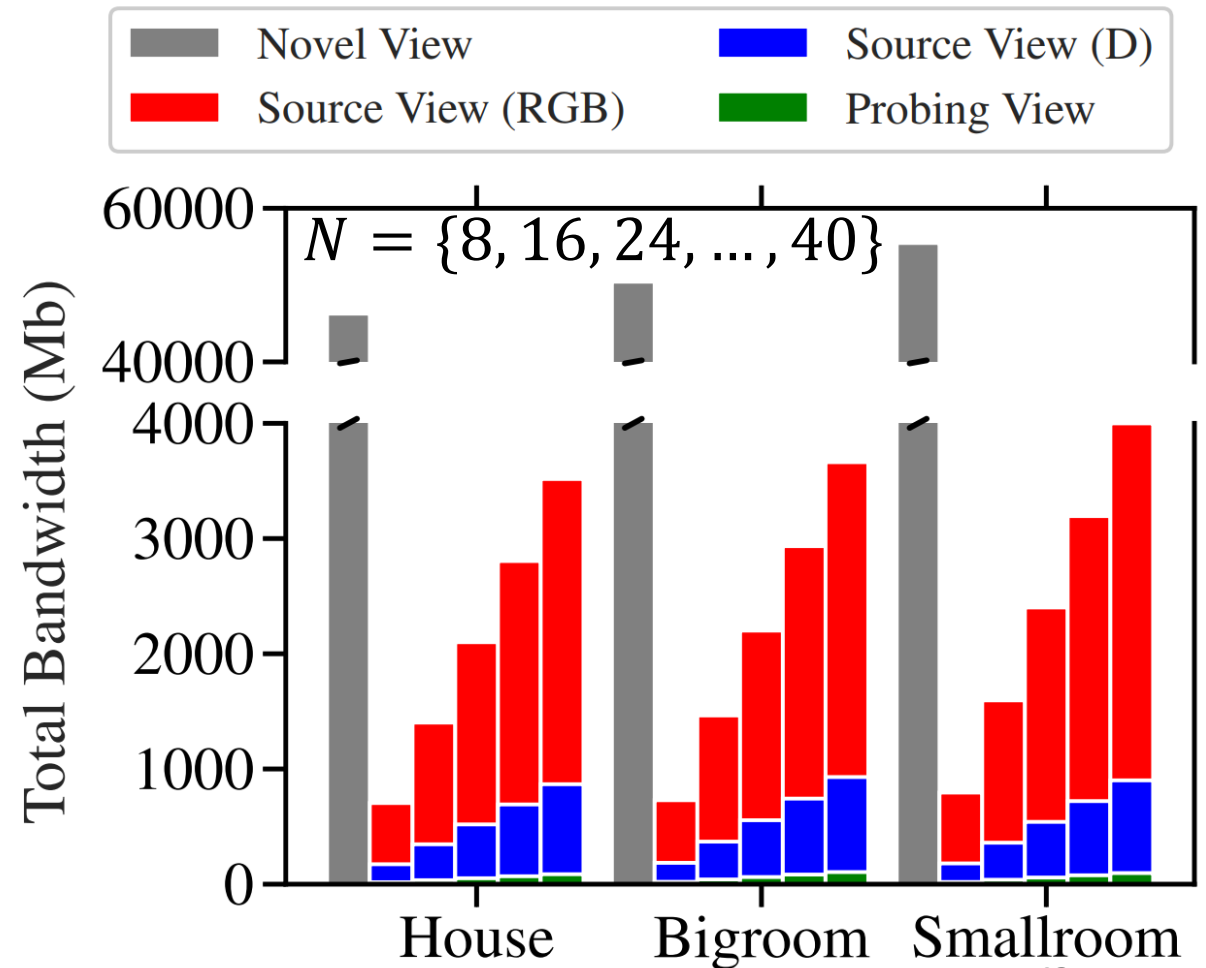 Novel View
Source View (RGB)
Source View (D)
Probing View
Total Bandwidth (Mb)
60000
N = {8, 16, 24, ... , 40}
40000
4000
3000
2000
1000
0
House
Bigroom
Smallroom